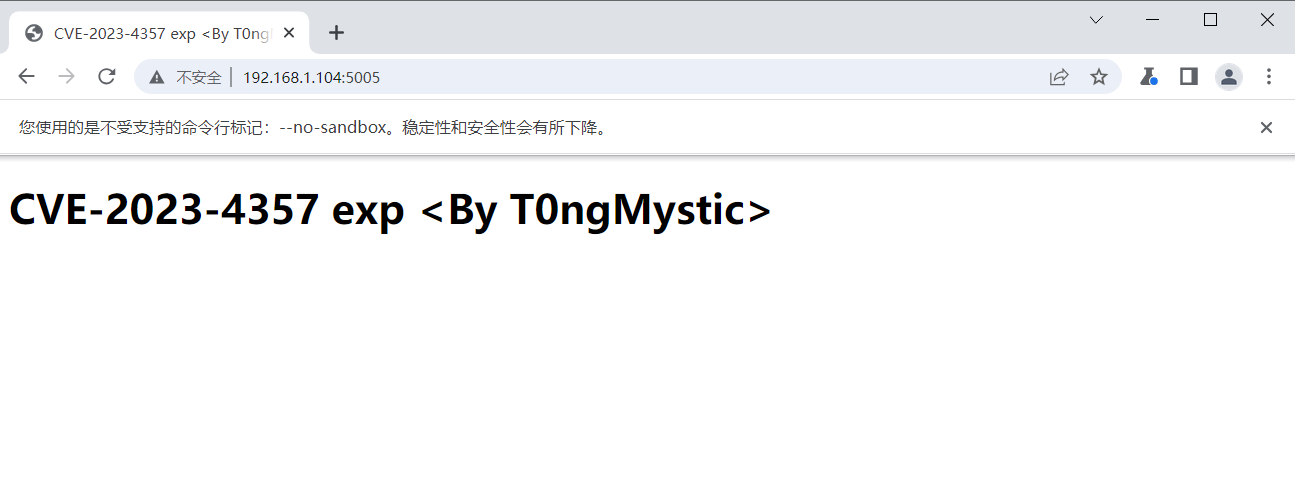 CVE-2023-4357 exp <By T0ng
不安全 192.168.1.104:5005
您使用的是不受支持的命令行标记：--no-sandbox。稳定性和安全性会有所下降。
CVE-2023-4357 exp <By T0ngMystic>